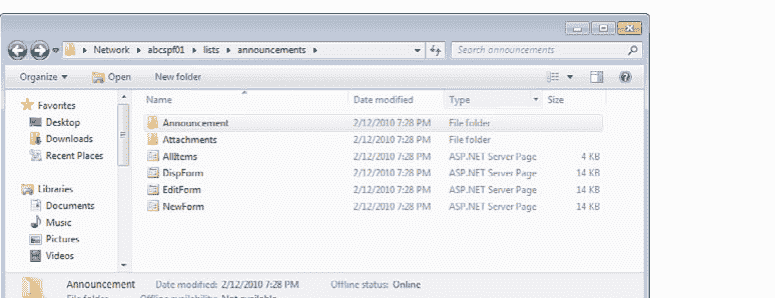 Network abcspf01 lists announcements Search announcements
Organize Open New folder
Name Date modified Type Size
Favorites
Desktop
Downloads
Recent Places
Libraries
Documents
Music
Pictures
Videos
Announcement 2/12/2010 7:28 PM File folder
Attachments 2/12/2010 7:28 PM File folder
AllItems 2/12/2010 7:28 PM ASP.NET Server Page 4 KB
DispForm 2/12/2010 7:28 PM ASP.NET Server Page 14 KB
EditForm 2/12/2010 7:28 PM ASP.NET Server Page 14 KB
NewForm 2/12/2010 7:28 PM ASP.NET Server Page 14 KB
Announcement Date modified: 2/12/2010 7:28 PM Offline status: Online
File folder Offline availability: Not available